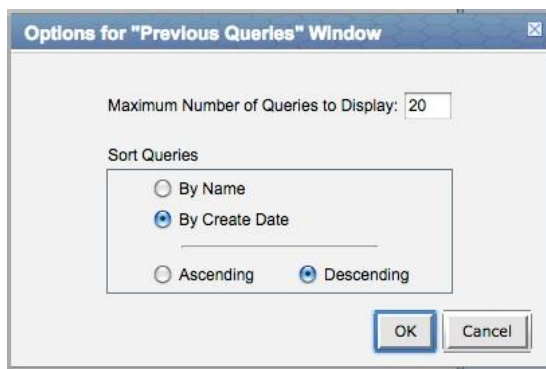 Options for "Previous Queries" Window
Maximum Number of Queries to Display: 20
Sort Queries
By Name
By Create Date
Ascending Descending
OK Cancel